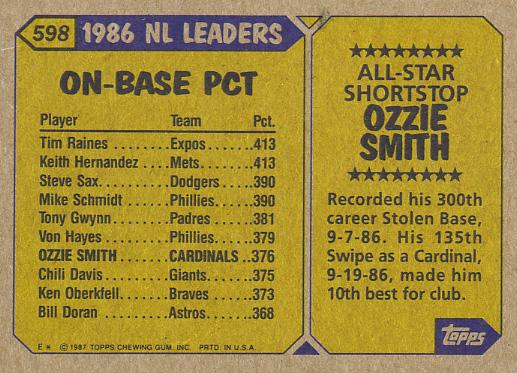 598 1986 NL LEADERS
ON-BASE PCT
Player Team Pct.
Tim Raines ....Expos......413
Keith Hernandez ....Mets.......413
Steve Sax........Dodgers....390
Mike Schmidt ......Phillies....390
Tony Gwynn.......Padres ....381
Von Hayes .......Phillies....379
OZZIE SMITH......CARDINALS..376
Chili Davis........Giants.....375
Ken Oberkfell......Braves ....373
Bill Doran ........Astros.....368
E * © 1987 TOPPS CHEWING GUM, INC. PRTD. IN U.S.A.
★★★★★★★★
ALL-STAR
SHORTSTOP
OZZIE
SMITH
★★★★★★★★
Recorded his 300th
career Stolen Base,
9-7-86. His 135th
Swipe as a Cardinal,
9-19-86, made him
10th best for club.
topps